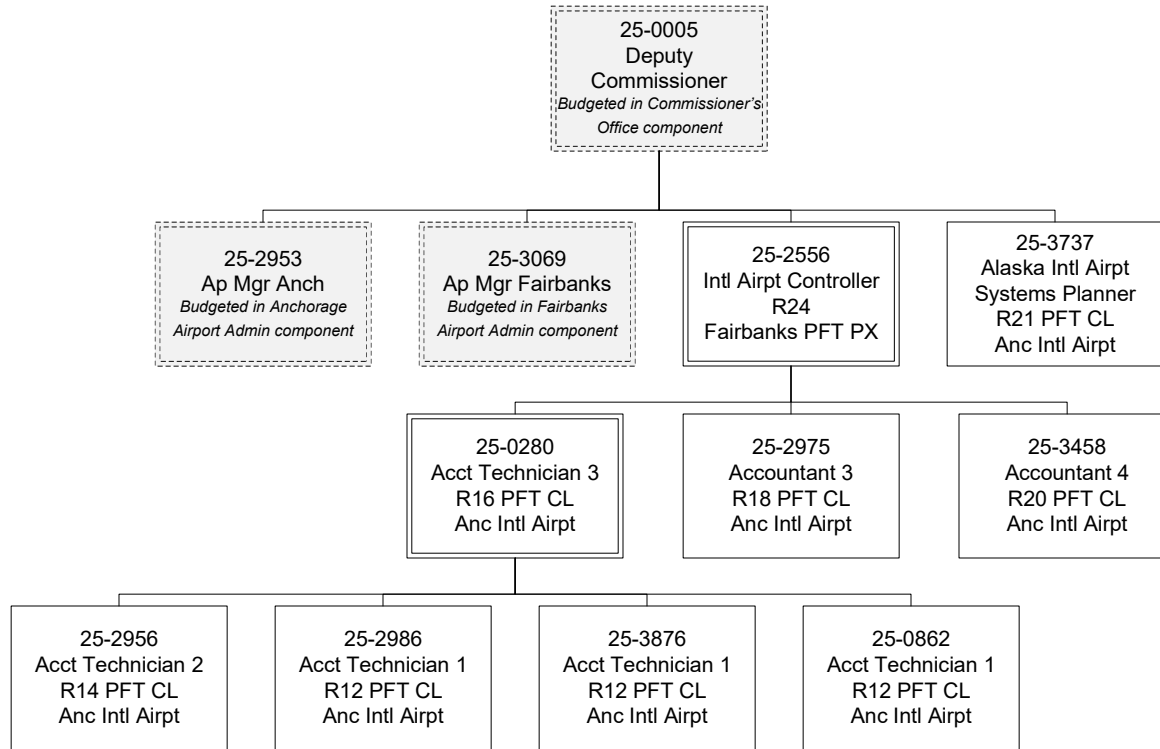 25-0005
Deputy
Commissioner
Budgeted in Commissioner's
Office component
25-2953
Ap Mgr Anch
Budgeted in Anchorage
Airport Admin component
25-3069
Ap Mgr Fairbanks
Budgeted in Fairbanks
Airport Admin component
25-2556
Intl Airpt Controller
R24
Fairbanks PFT PX
25-3737
Alaska Intl Airpt
Systems Planner
R21 PFT CL
Anc Intl Airpt
25-0280
Acct Technician 3
R16 PFT CL
Anc Intl Airpt
25-2975
Accountant 3
R18 PFT CL
Anc Intl Airpt
25-3458
Accountant 4
R20 PFT CL
Anc Intl Airpt
25-2956
Acct Technician 2
R14 PFT CL
Anc Intl Airpt
25-2986
Acct Technician 1
R12 PFT CL
Anc Intl Airpt
25-3876
Acct Technician 1
R12 PFT CL
Anc Intl Airpt
25-0862
Acct Technician 1
R12 PFT CL
Anc Intl Airpt